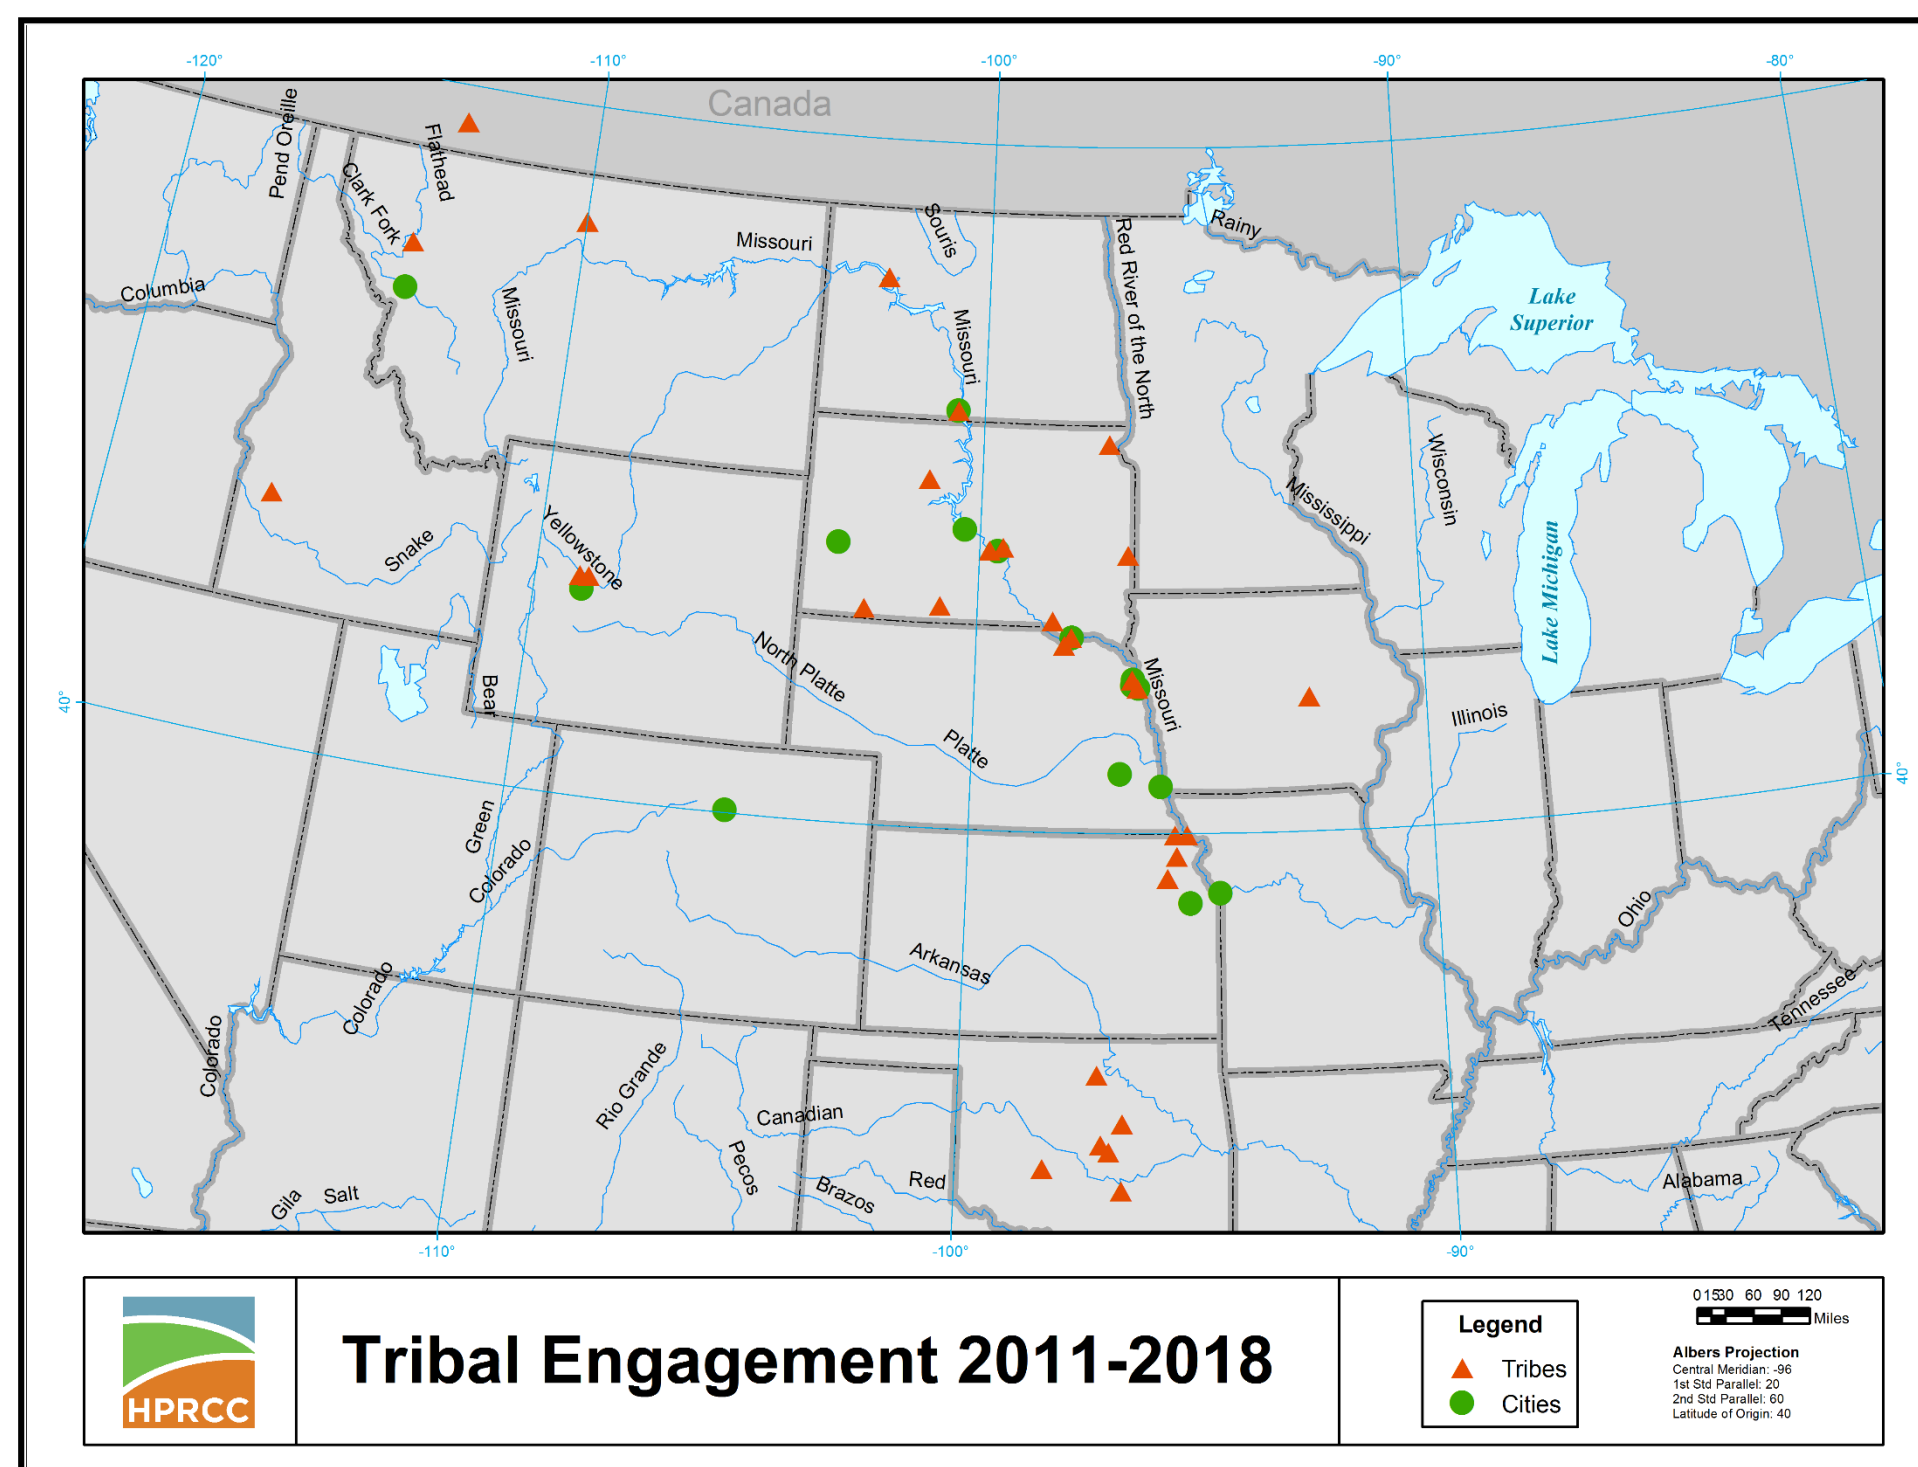 -120°
-110°
-100°
-90°
-80°
Canada
Pend Oreille
Flathead
Clark Fork
Columbia
Missouri
Missouri
Souris
Missouri
Red River of the North
Rainy
Lake
Superior
Mississippi
Wisconsin
Lake Michigan
Snake
Yellowstone
North Platte
Platte
Missouri
Bear
Illinois
40°
40°
Green
Colorado
Colorado
Colorado
Arkansas
Ohio
Tennessee
Rio Grande
Canadian
Pecos
Brazos
Red
Gila
Salt
Alabama
-110°
-100°
-90°
HPRCC
Tribal Engagement 2011-2018
Legend
Tribes
Cities
0 15 30 60 90 120
Miles
Albers Projection
Central Meridian: -96
1st Std Parallel: 20
2nd Std Parallel: 60
Latitude of Origin: 40